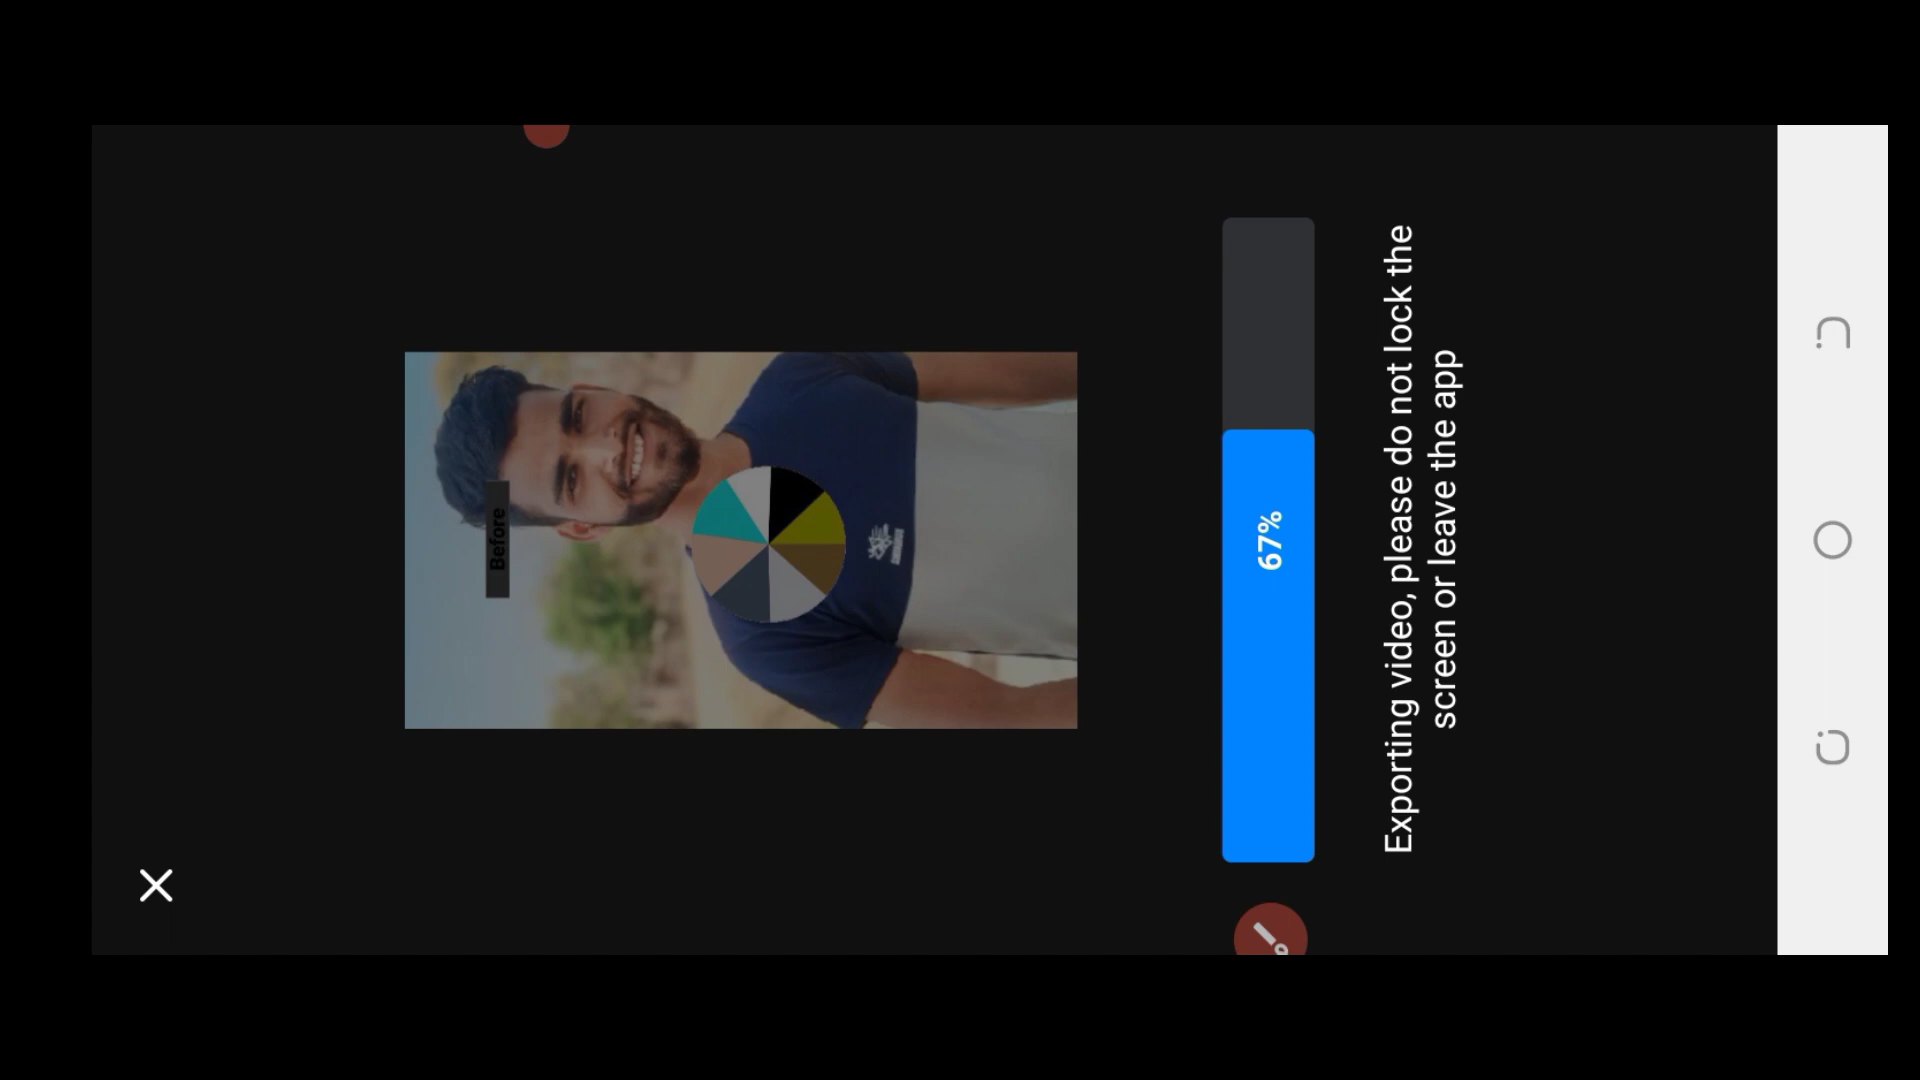 Before
67%
Exporting video, please do not lock the
screen or leave the app